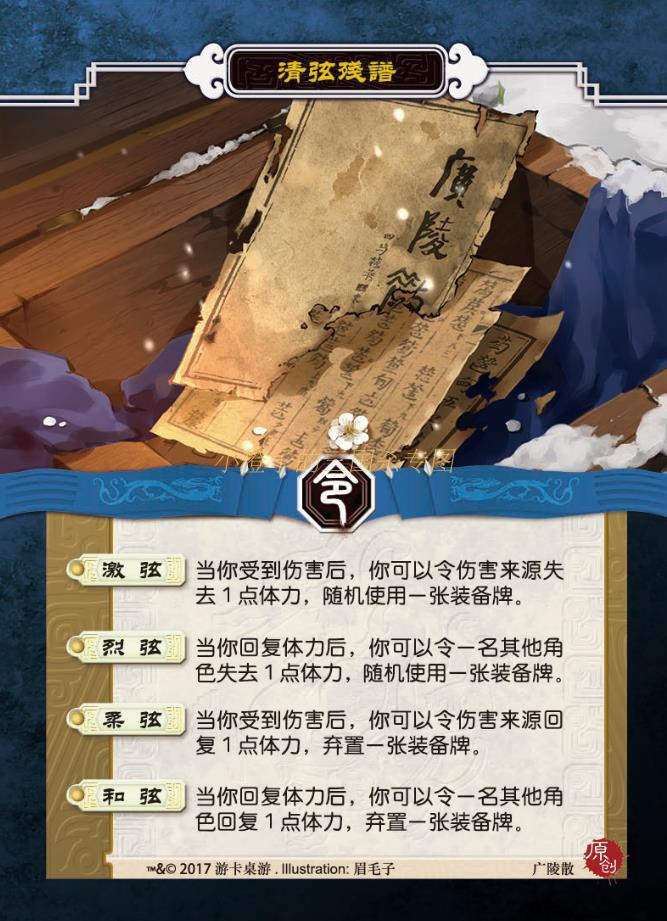 清弦殘譜
廣
陵
令
激弦
当你受到伤害后，你可以令伤害来源失
去1点体力，随机使用一张装备牌。
烈弦
当你回复体力后，你可以令一名其他角
色失去1点体力，随机使用一张装备牌。
柔弦
当你受到伤害后，你可以令伤害来源回
复1点体力，弃置一张装备牌。
和弦
当你回复体力后，你可以令一名其他角
色回复1点体力，弃置一张装备牌。
™&© 2017 游卡桌游 . Illustration: 眉毛子
广陵散
原创